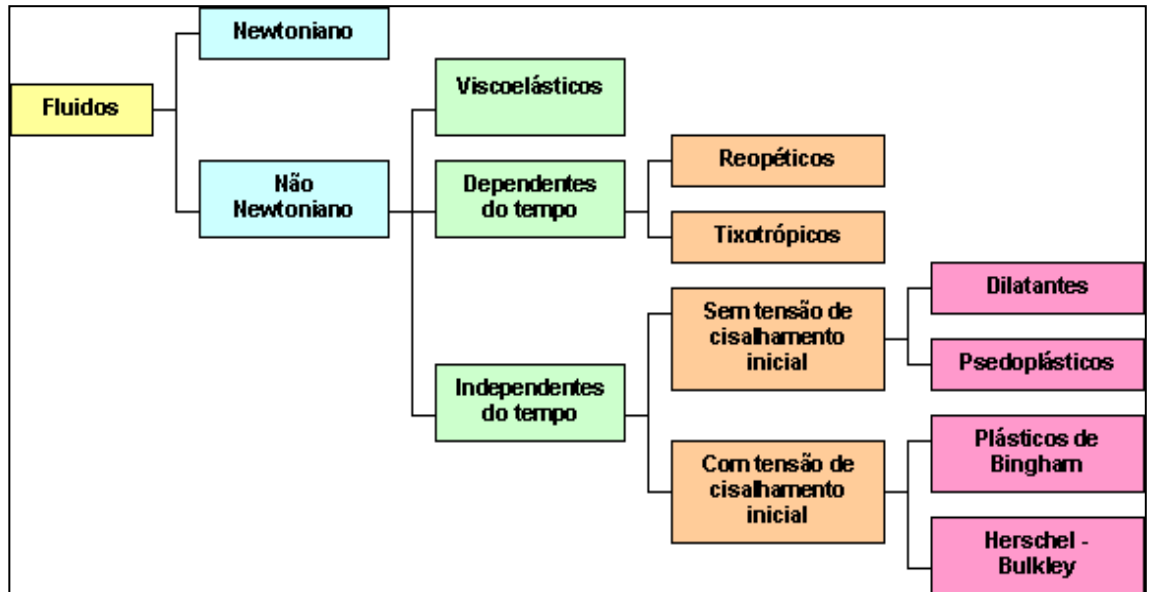 Fluidos
Newtoniano
Não
Newtoniano
Viscoelásticos
Dependentes
do tempo
Reopéticos
Tixotrópicos
Independentes
do tempo
Sem tensão de
cisalhamento
inicial
Dilatantes
Psedoplásticos
Com tensão de
cisalhamento
inicial
Plásticos de
Bingham
Herschel -
Bulkley